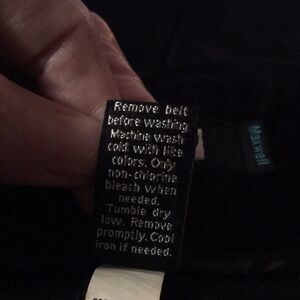 Remove belt
before washing
Machine wash
cold with like
colors. Only
non-chlorine
bleach when
needed.
Tumble dry
low. Remove
promptly. Cool
iron if needed.
Maxwell